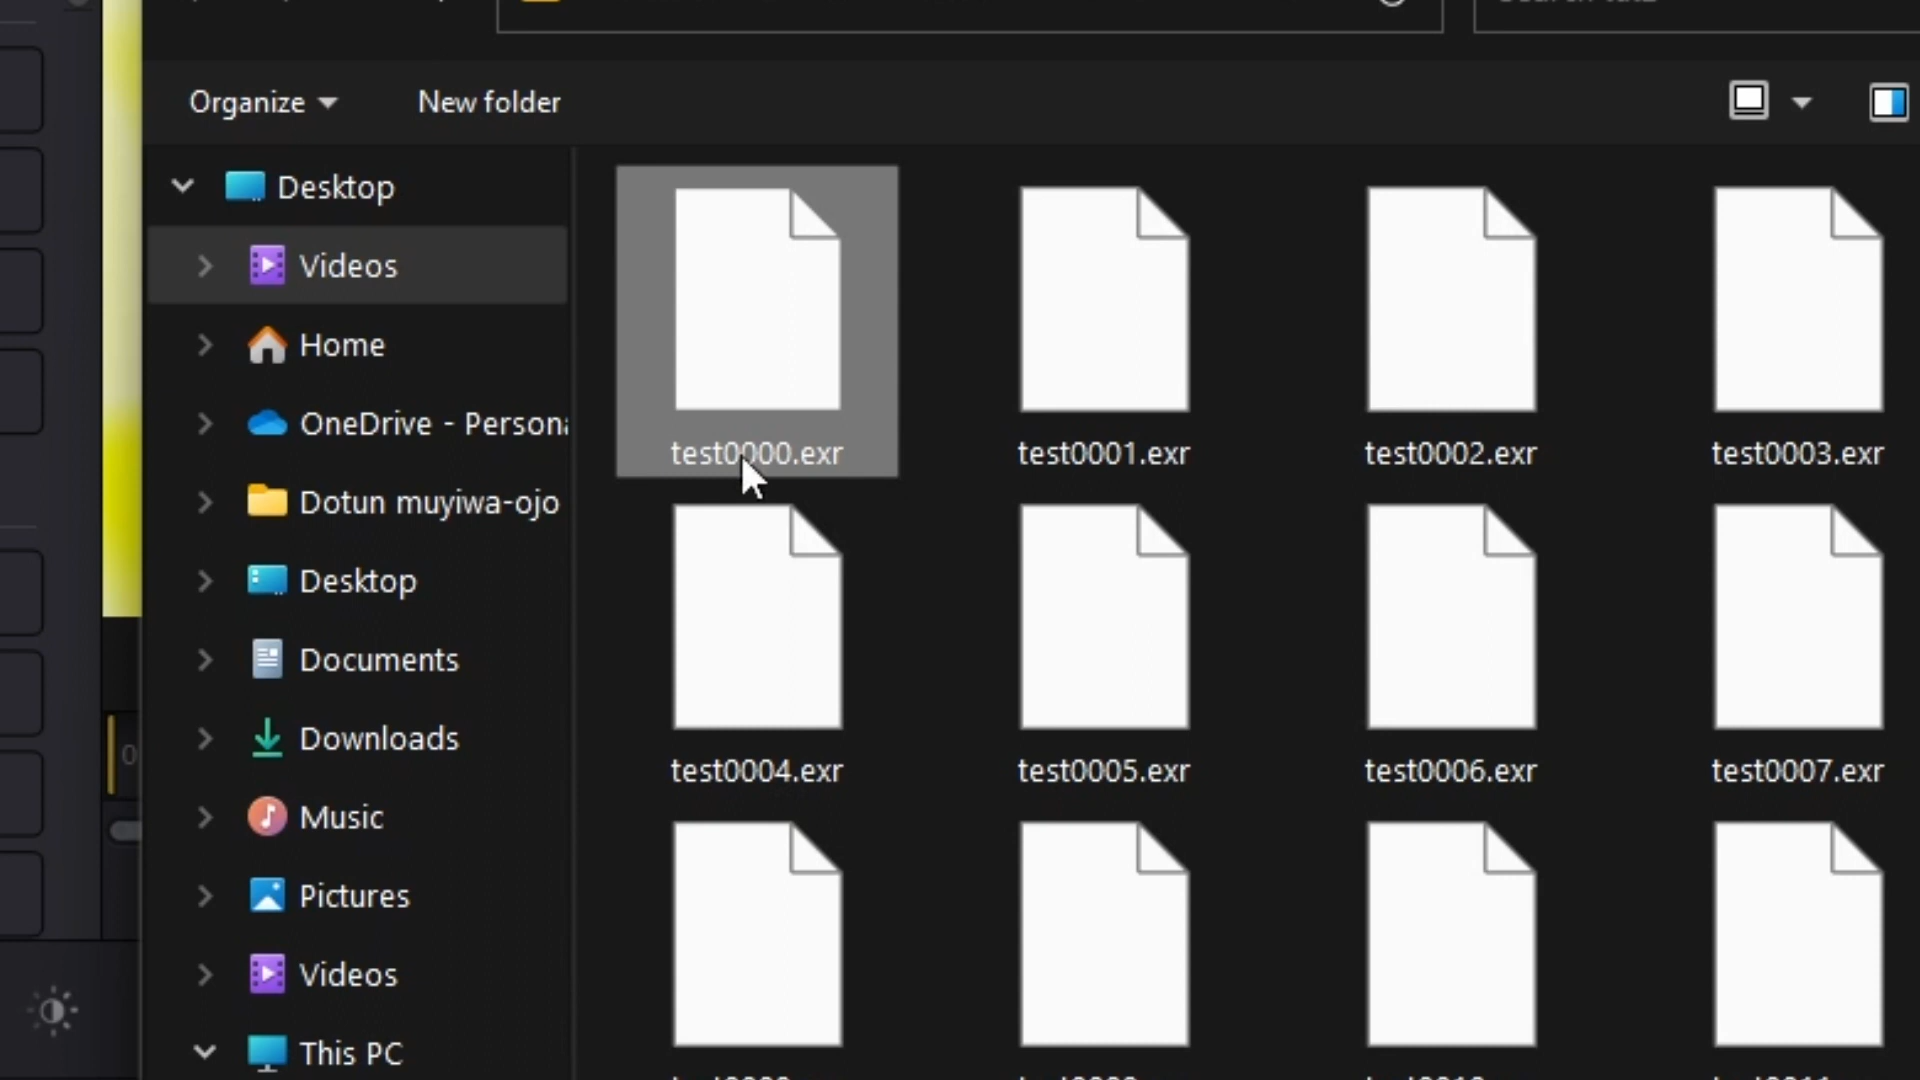 Organize
New folder
Desktop
Videos
Home
OneDrive - Persona
Dotun muyiwa-ojo
Desktop
Documents
Downloads
Music
Pictures
Videos
This PC
test0000.exr
test0001.exr
test0002.exr
test0003.exr
test0004.exr
test0005.exr
test0006.exr
test0007.exr